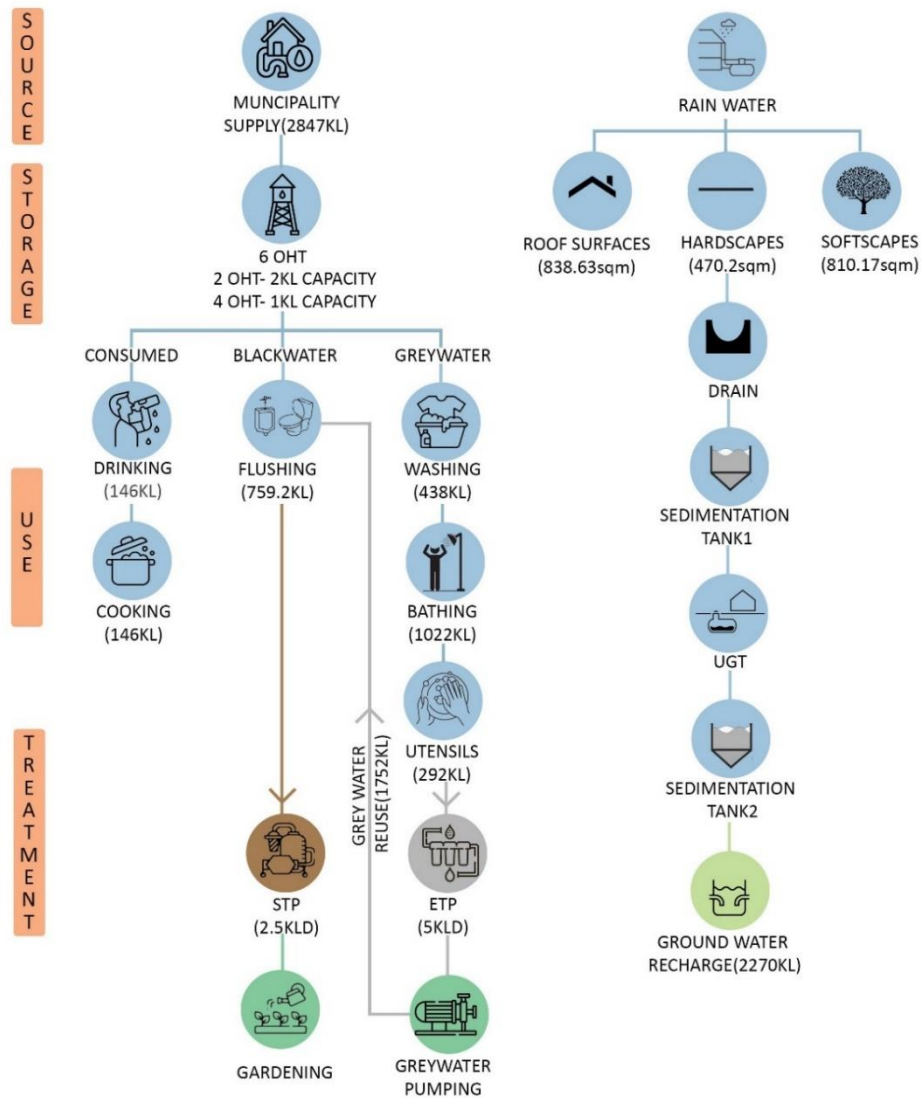 SOURCE
MUNCIPALITY
SUPPLY(2847KL)
RAIN WATER
STORAGE
6 OHT
2 OHT- 2KL CAPACITY
4 OHT- 1KL CAPACITY
ROOF SURFACES
(838.63sqm)
HARDSCAPES
(470.2sqm)
SOFTSCAPES
(810.17sqm)
CONSUMED
BLACKWATER
GREYWATER
DRAIN
USE
DRINKING
(146KL)
FLUSHING
(759.2KL)
WASHING
(438KL)
SEDIMENTATION
TANK1
COOKING
(146KL)
BATHING
(1022KL)
UGT
TREATMENT
UTENSILS
(292KL)
GREY WATER
REUSE(1752KL)
SEDIMENTATION
TANK2
STP
(2.5KLD)
ETP
(5KLD)
GROUND WATER
RECHARGE(2270KL)
GARDENING
GREYWATER
PUMPING